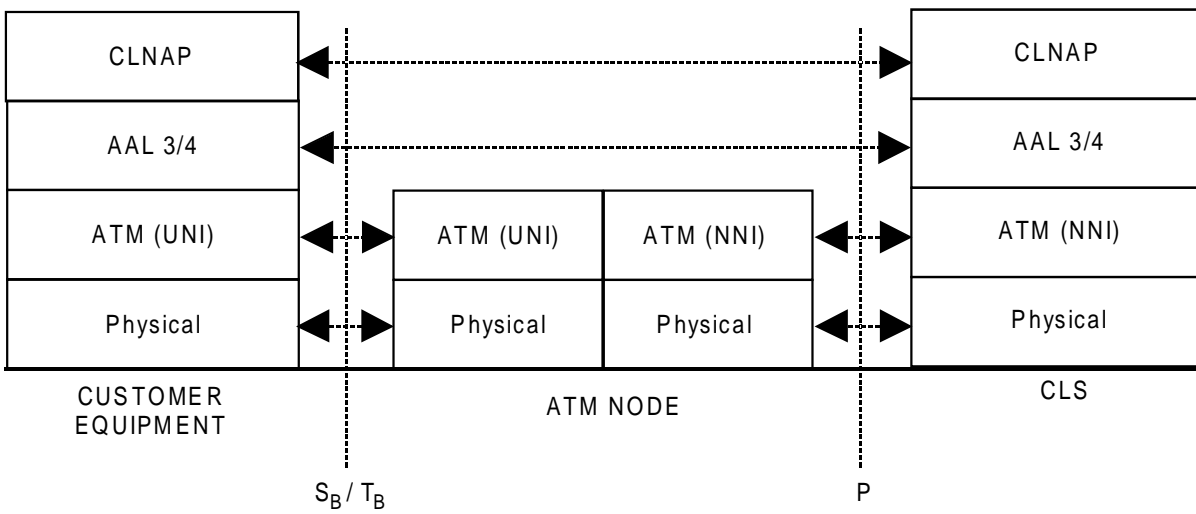 CLNAP
CLNAP
AAL 3/4
AAL 3/4
ATM (UNI)
ATM (UNI)
ATM (NNI)
ATM (NNI)
Physical
Physical
Physical
Physical
CUSTOMER
EQUIPMENT
ATM NODE
CLS
SB / TB
P